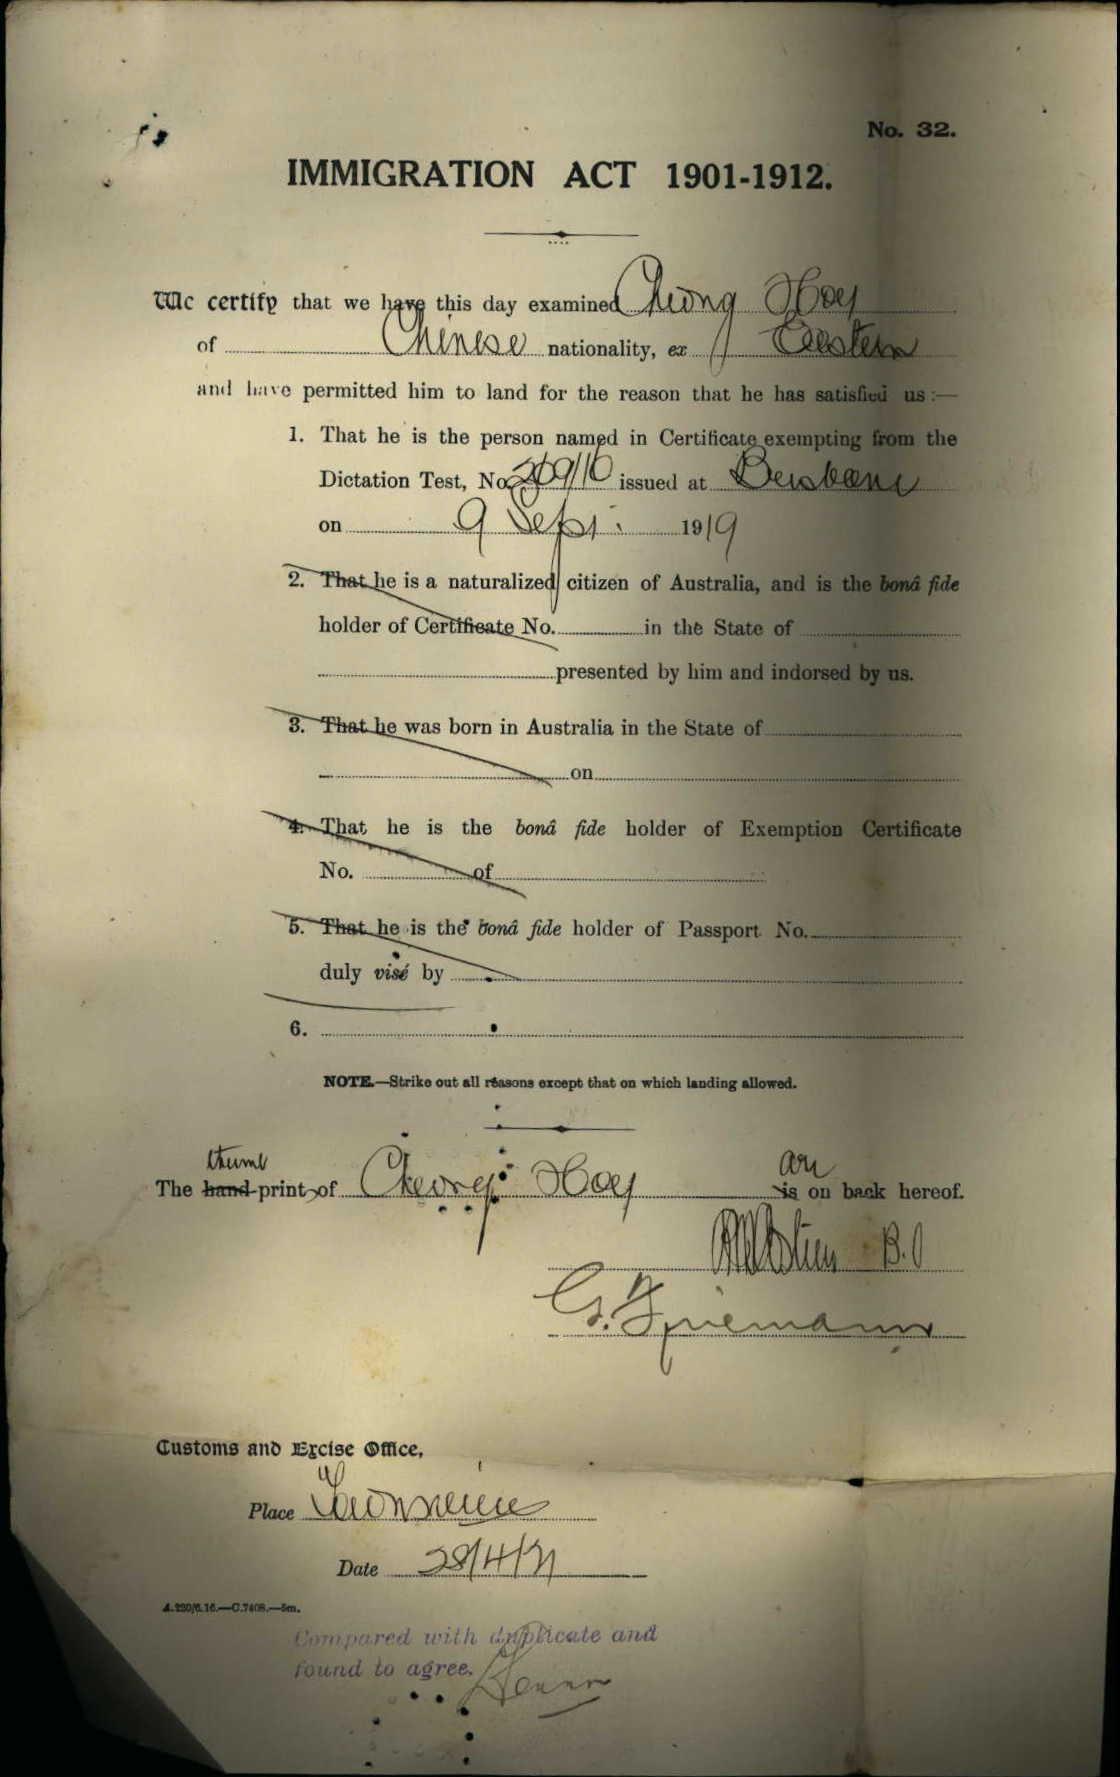 No. 32.
IMMIGRATION ACT 1901-1912.
We certify that we have this day examined Cheong Hoy
of Chinese nationality, ex Eastern
and have permitted him to land for the reason that he has satisfied us :—
1. That he is the person named in Certificate exempting from the
Dictation Test, No. issued at Brisbane
on 9 Sept. 1919
2. That he is a naturalized citizen of Australia, and is the bonâ fide
holder of Certificate No. in the State of
presented by him and indorsed by us.
3. That he was born in Australia in the State of
on
4. That he is the bonâ fide holder of Exemption Certificate
No. of
5. That he is the bonâ fide holder of Passport No.
duly visé by
6.
NOTE.—Strike out all reasons except that on which landing allowed.
thumb are
The hand print of Cheong Hoy is on back hereof.
Customs and Excise Office,
Place Townsville
Date 28/4/21
A.220/6.16.—C.7408.—5m.
Compared with duplicate and
found to agree.